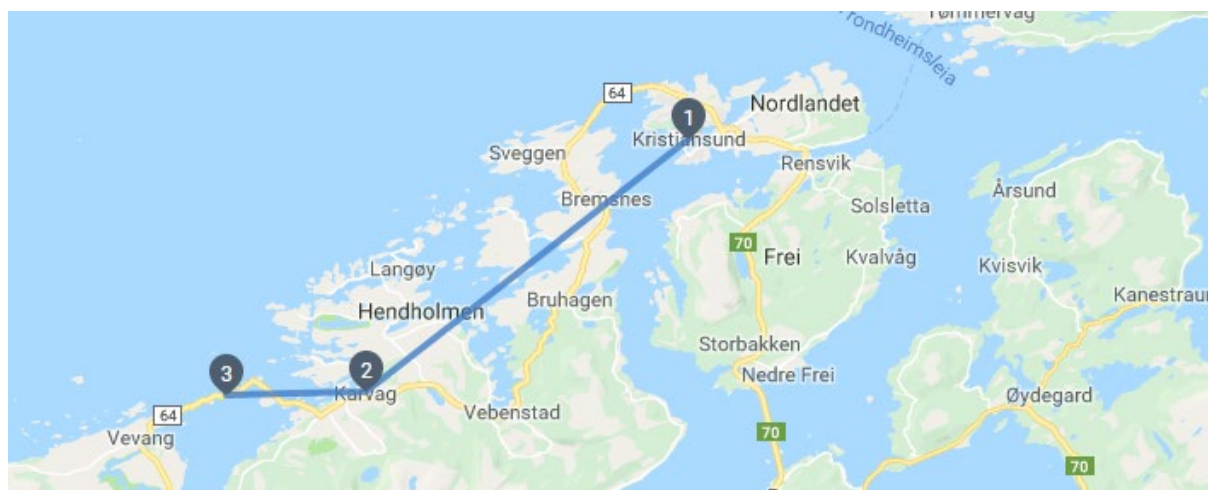 Tømmervåg
Trondheimsleia
64
1
Nordlandet
Kristiansund
Sveggen
Rensvik
Årsund
Bremsnes
Solsletta
70
Frei
Kvalvåg
Kvisvik
Langøy
Bruhagen
Kanestraum
Hendholmen
Storbakken
2
3
Nedre Frei
Kårvåg
Øydegard
64
Vebenstad
Vevang
70
70